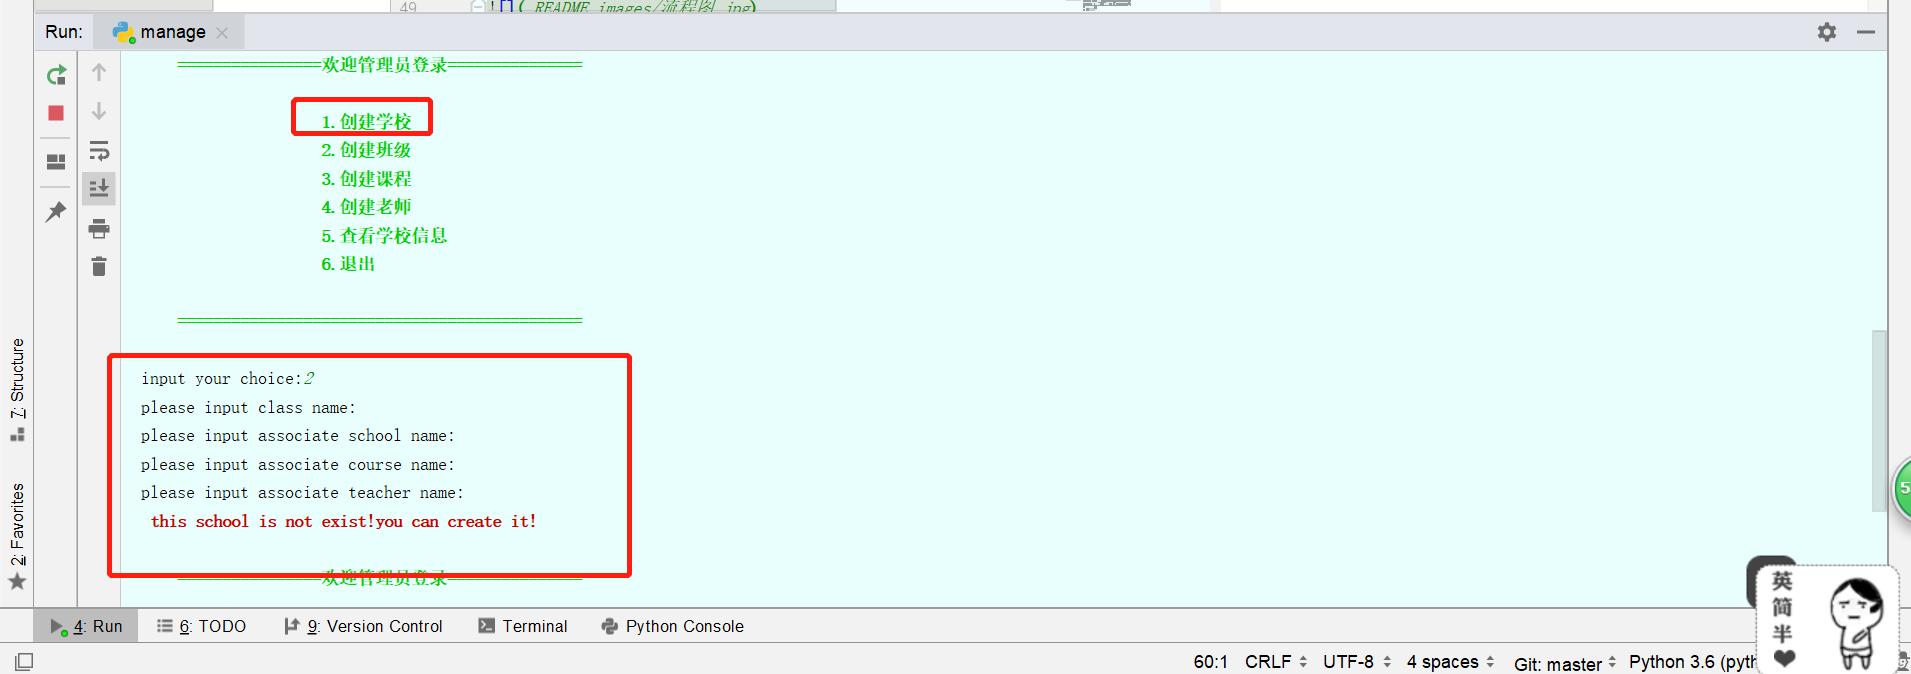 49
![](_README_images/流程图.jpg)
Run:
manage
================欢迎管理员登录===============
1.创建学校
2.创建班级
3.创建课程
4.创建老师
5.查看学校信息
6.退出
=============================================
input your choice:2
please input class name:
please input associate school name:
please input associate course name:
please input associate teacher name:
this school is not exist!you can create it!
================欢迎管理员登录===============
7: Structure
2: Favorites
5
英
简
半
4: Run
6: TODO
9: Version Control
Terminal
Python Console
60:1
CRLF
UTF-8
4 spaces
Git: master
Python 3.6 (pyth